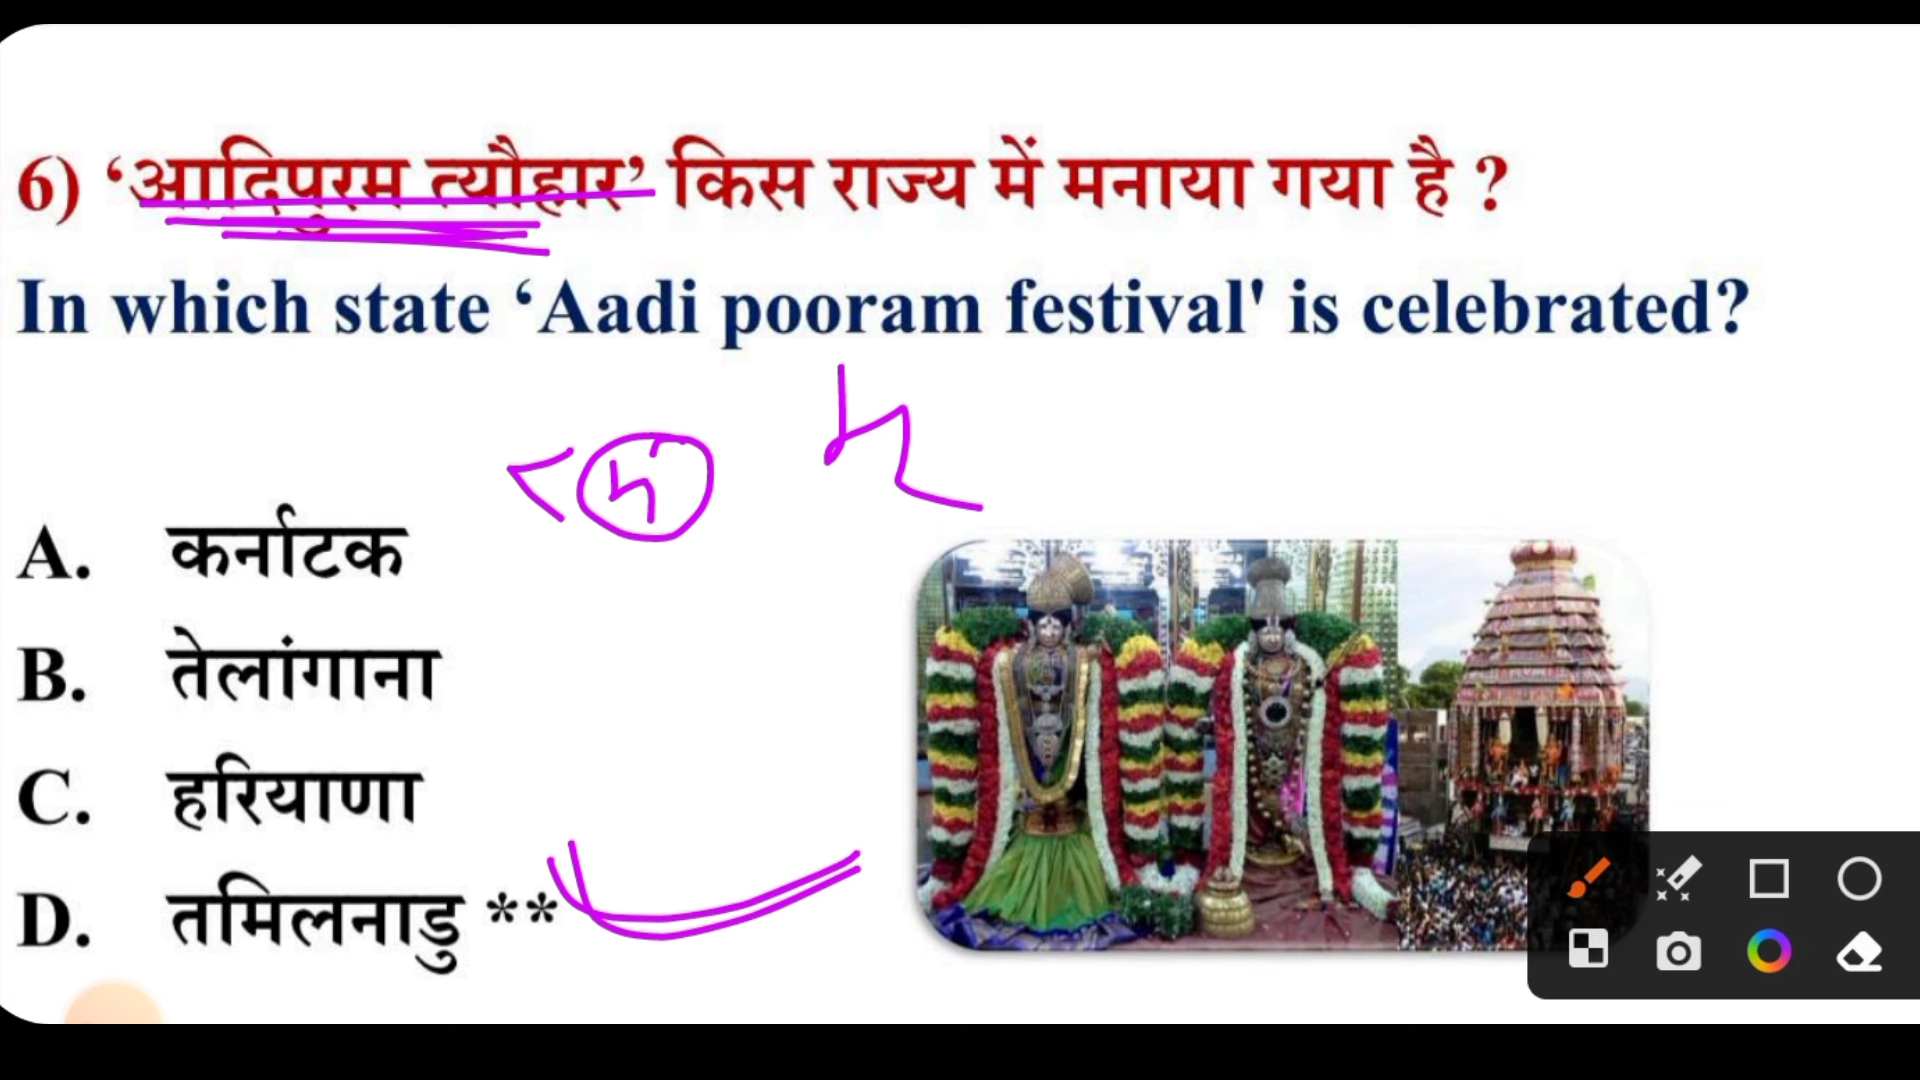 6) ‘आदिपुरम त्यौहार’ किस राज्य में मनाया गया है ?
In which state ‘Aadi pooram festival' is celebrated?
A. कर्नाटक
B. तेलांगाना
C. हरियाणा
D. तमिलनाडु **